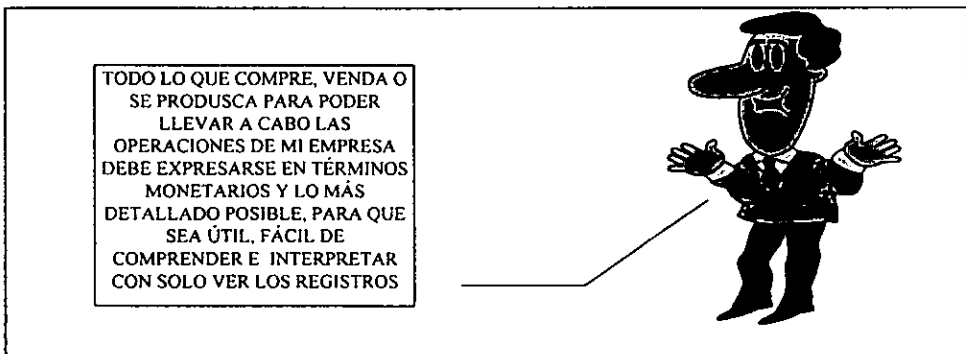 TODO LO QUE COMPRE, VENDA O
SE PRODUSCA PARA PODER
LLEVAR A CABO LAS
OPERACIONES DE MI EMPRESA
DEBE EXPRESARSE EN TÉRMINOS
MONETARIOS Y LO MÁS
DETALLADO POSIBLE, PARA QUE
SEA ÚTIL, FÁCIL DE
COMPRENDER E INTERPRETAR
CON SOLO VER LOS REGISTROS